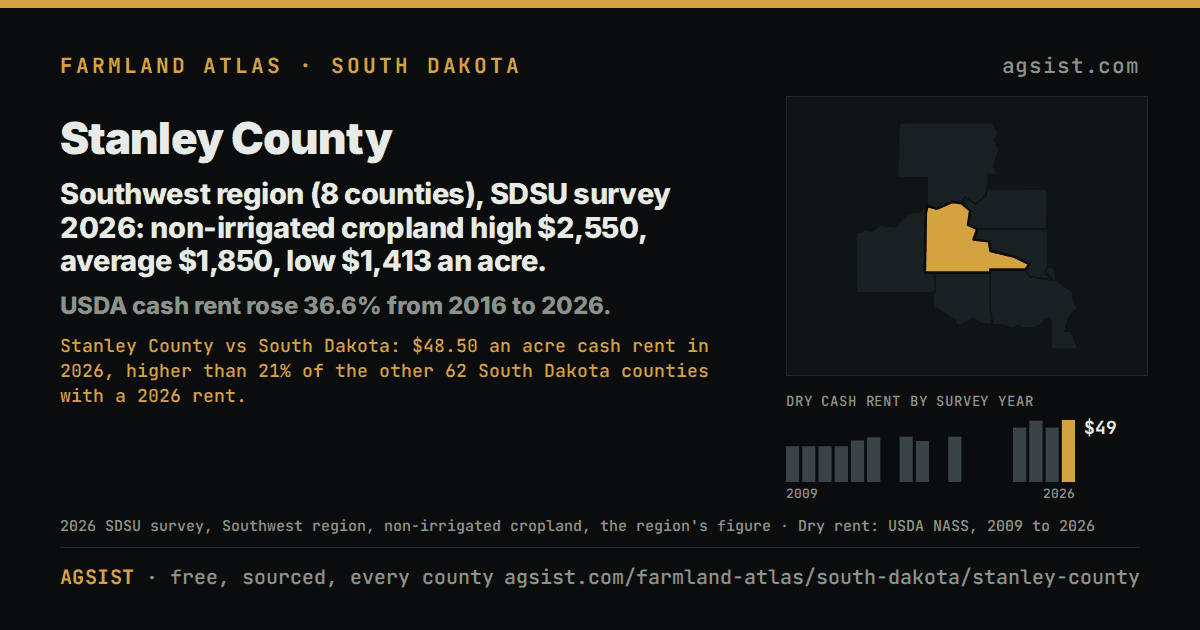 FARMLAND ATLAS · SOUTH DAKOTA
agsist.com
Stanley County
Southwest region (8 counties), SDSU survey
2026: non-irrigated cropland high $2,550,
average $1,850, low $1,413 an acre.
USDA cash rent rose 36.6% from 2016 to 2026.
Stanley County vs South Dakota: $48.50 an acre cash rent in
2026, higher than 21% of the other 62 South Dakota counties
with a 2026 rent.
DRY CASH RENT BY SURVEY YEAR
$49
2009
2026
2026 SDSU survey, Southwest region, non-irrigated cropland, the region's figure · Dry rent: USDA NASS, 2009 to 2026
AGSIST · free, sourced, every county
agsist.com/farmland-atlas/south-dakota/stanley-county